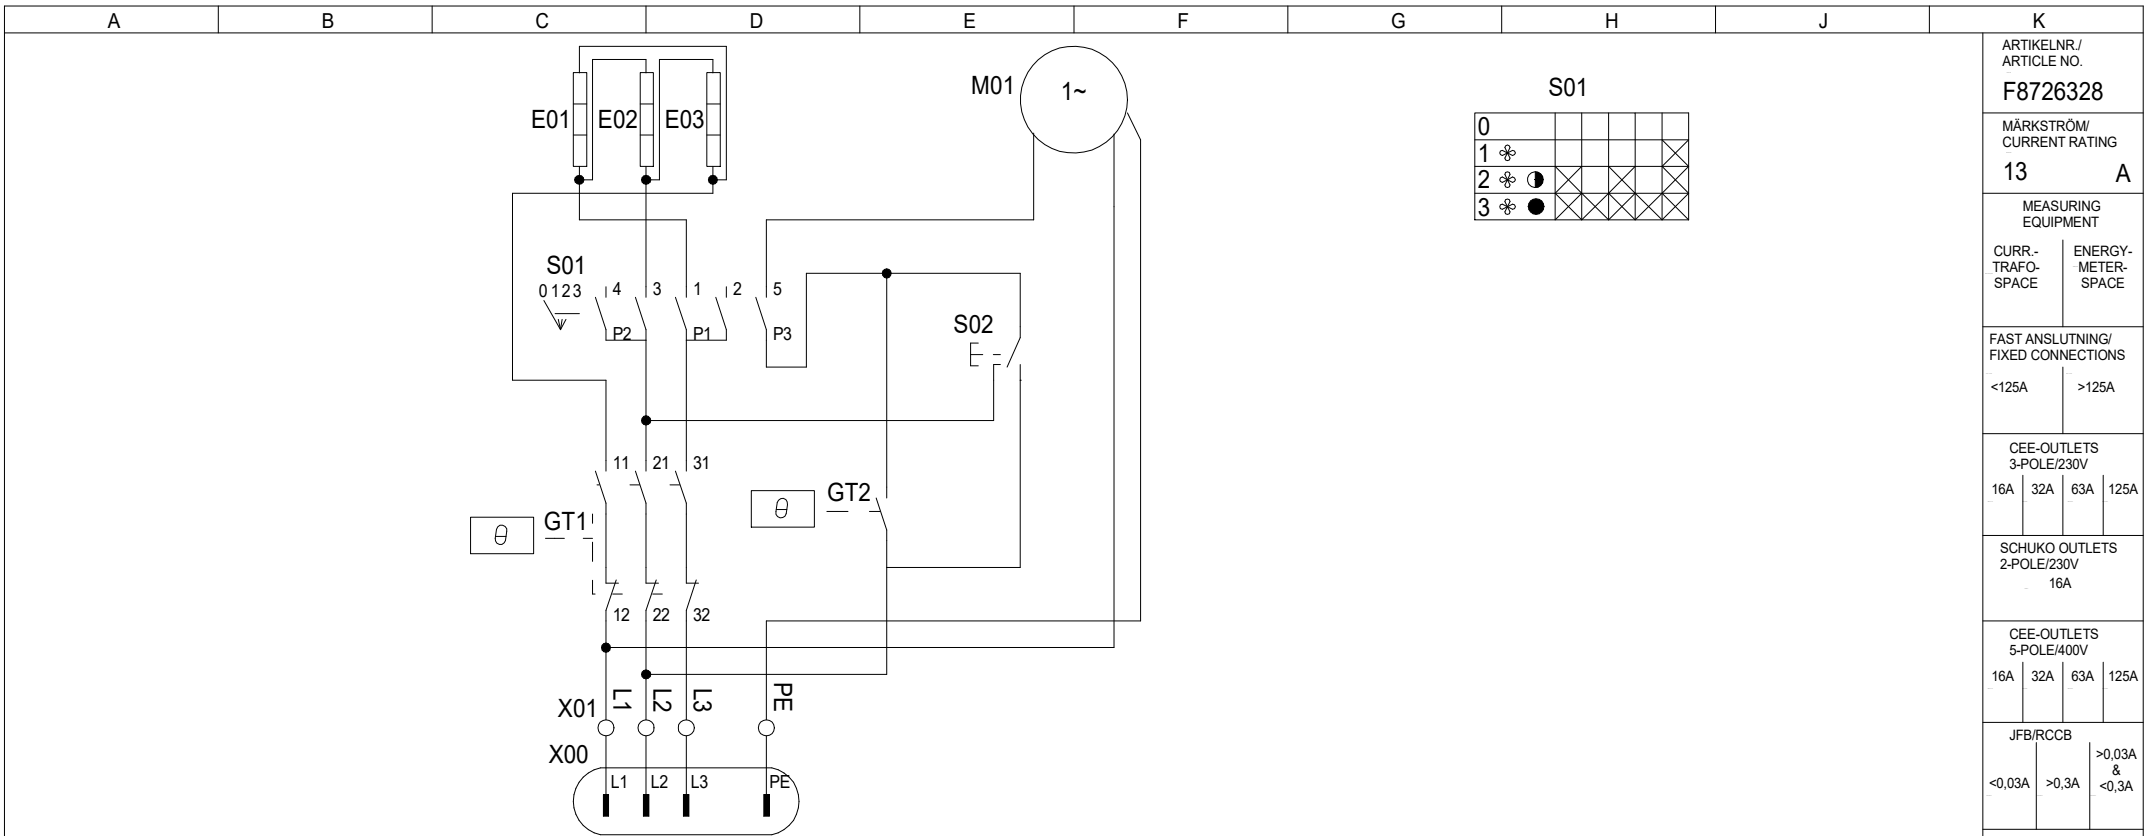 A B C D E F G H J K
E01 E02 E03
M01
1~
S01
0
1
2
3
S01
0 1 2 3
4 3 1 2 5
P2 P1 P3
S02
11 21 31
GT1
θ
GT2
θ
12 22 32
X01
L1 L2 L3 PE
X00
L1 L2 L3 PE
ARTIKELNR./
ARTICLE NO.
F8726328
MÄRKSTRÖM/
CURRENT RATING
13 A
MEASURING
EQUIPMENT
CURR.-
TRAFO-
SPACE
ENERGY-
METER-
SPACE
FAST ANSLUTNING/
FIXED CONNECTIONS
<125A >125A
CEE-OUTLETS
3-POLE/230V
16A 32A 63A 125A
SCHUKO OUTLETS
2-POLE/230V
16A
CEE-OUTLETS
5-POLE/400V
16A 32A 63A 125A
JFB/RCCB
<0,03A
>0,3A
>0,03A
&
<0,3A